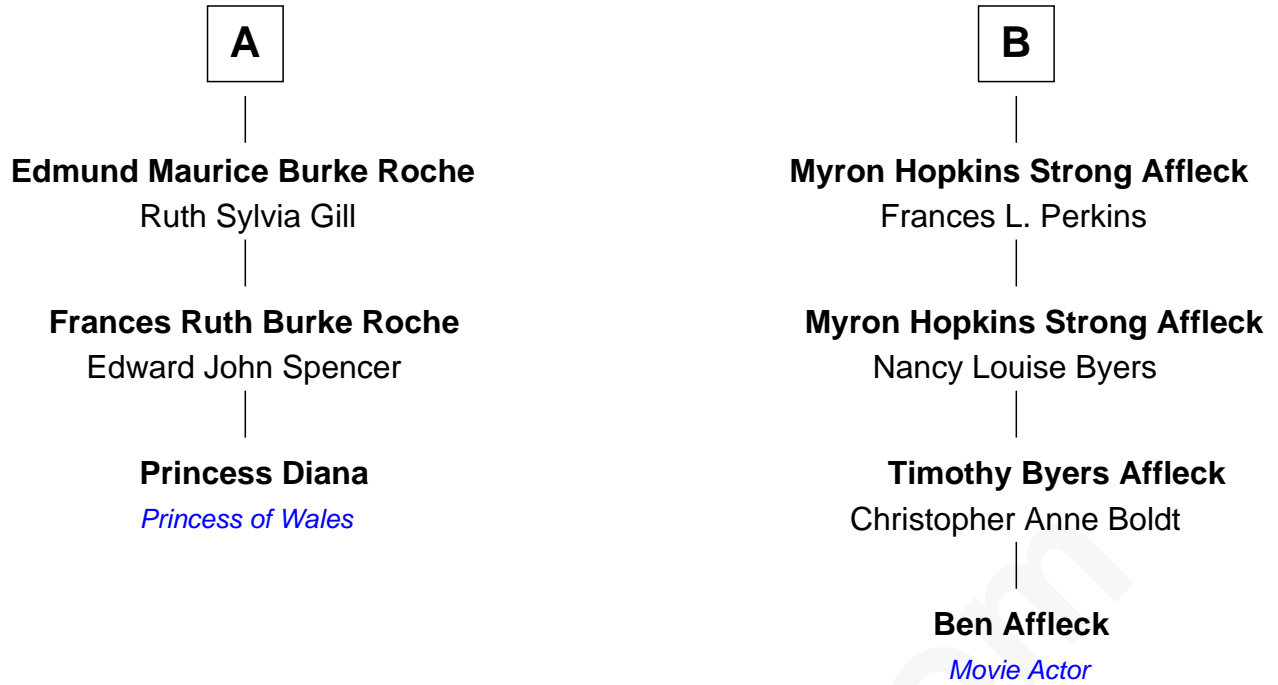 A
Edmund Maurice Burke Roche
Ruth Sylvia Gill
Frances Ruth Burke Roche
Edward John Spencer
Princess Diana
Princess of Wales
B
Myron Hopkins Strong Affleck
Frances L. Perkins
Myron Hopkins Strong Affleck
Nancy Louise Byers
Timothy Byers Affleck
Christopher Anne Boldt
Ben Affleck
Movie Actor